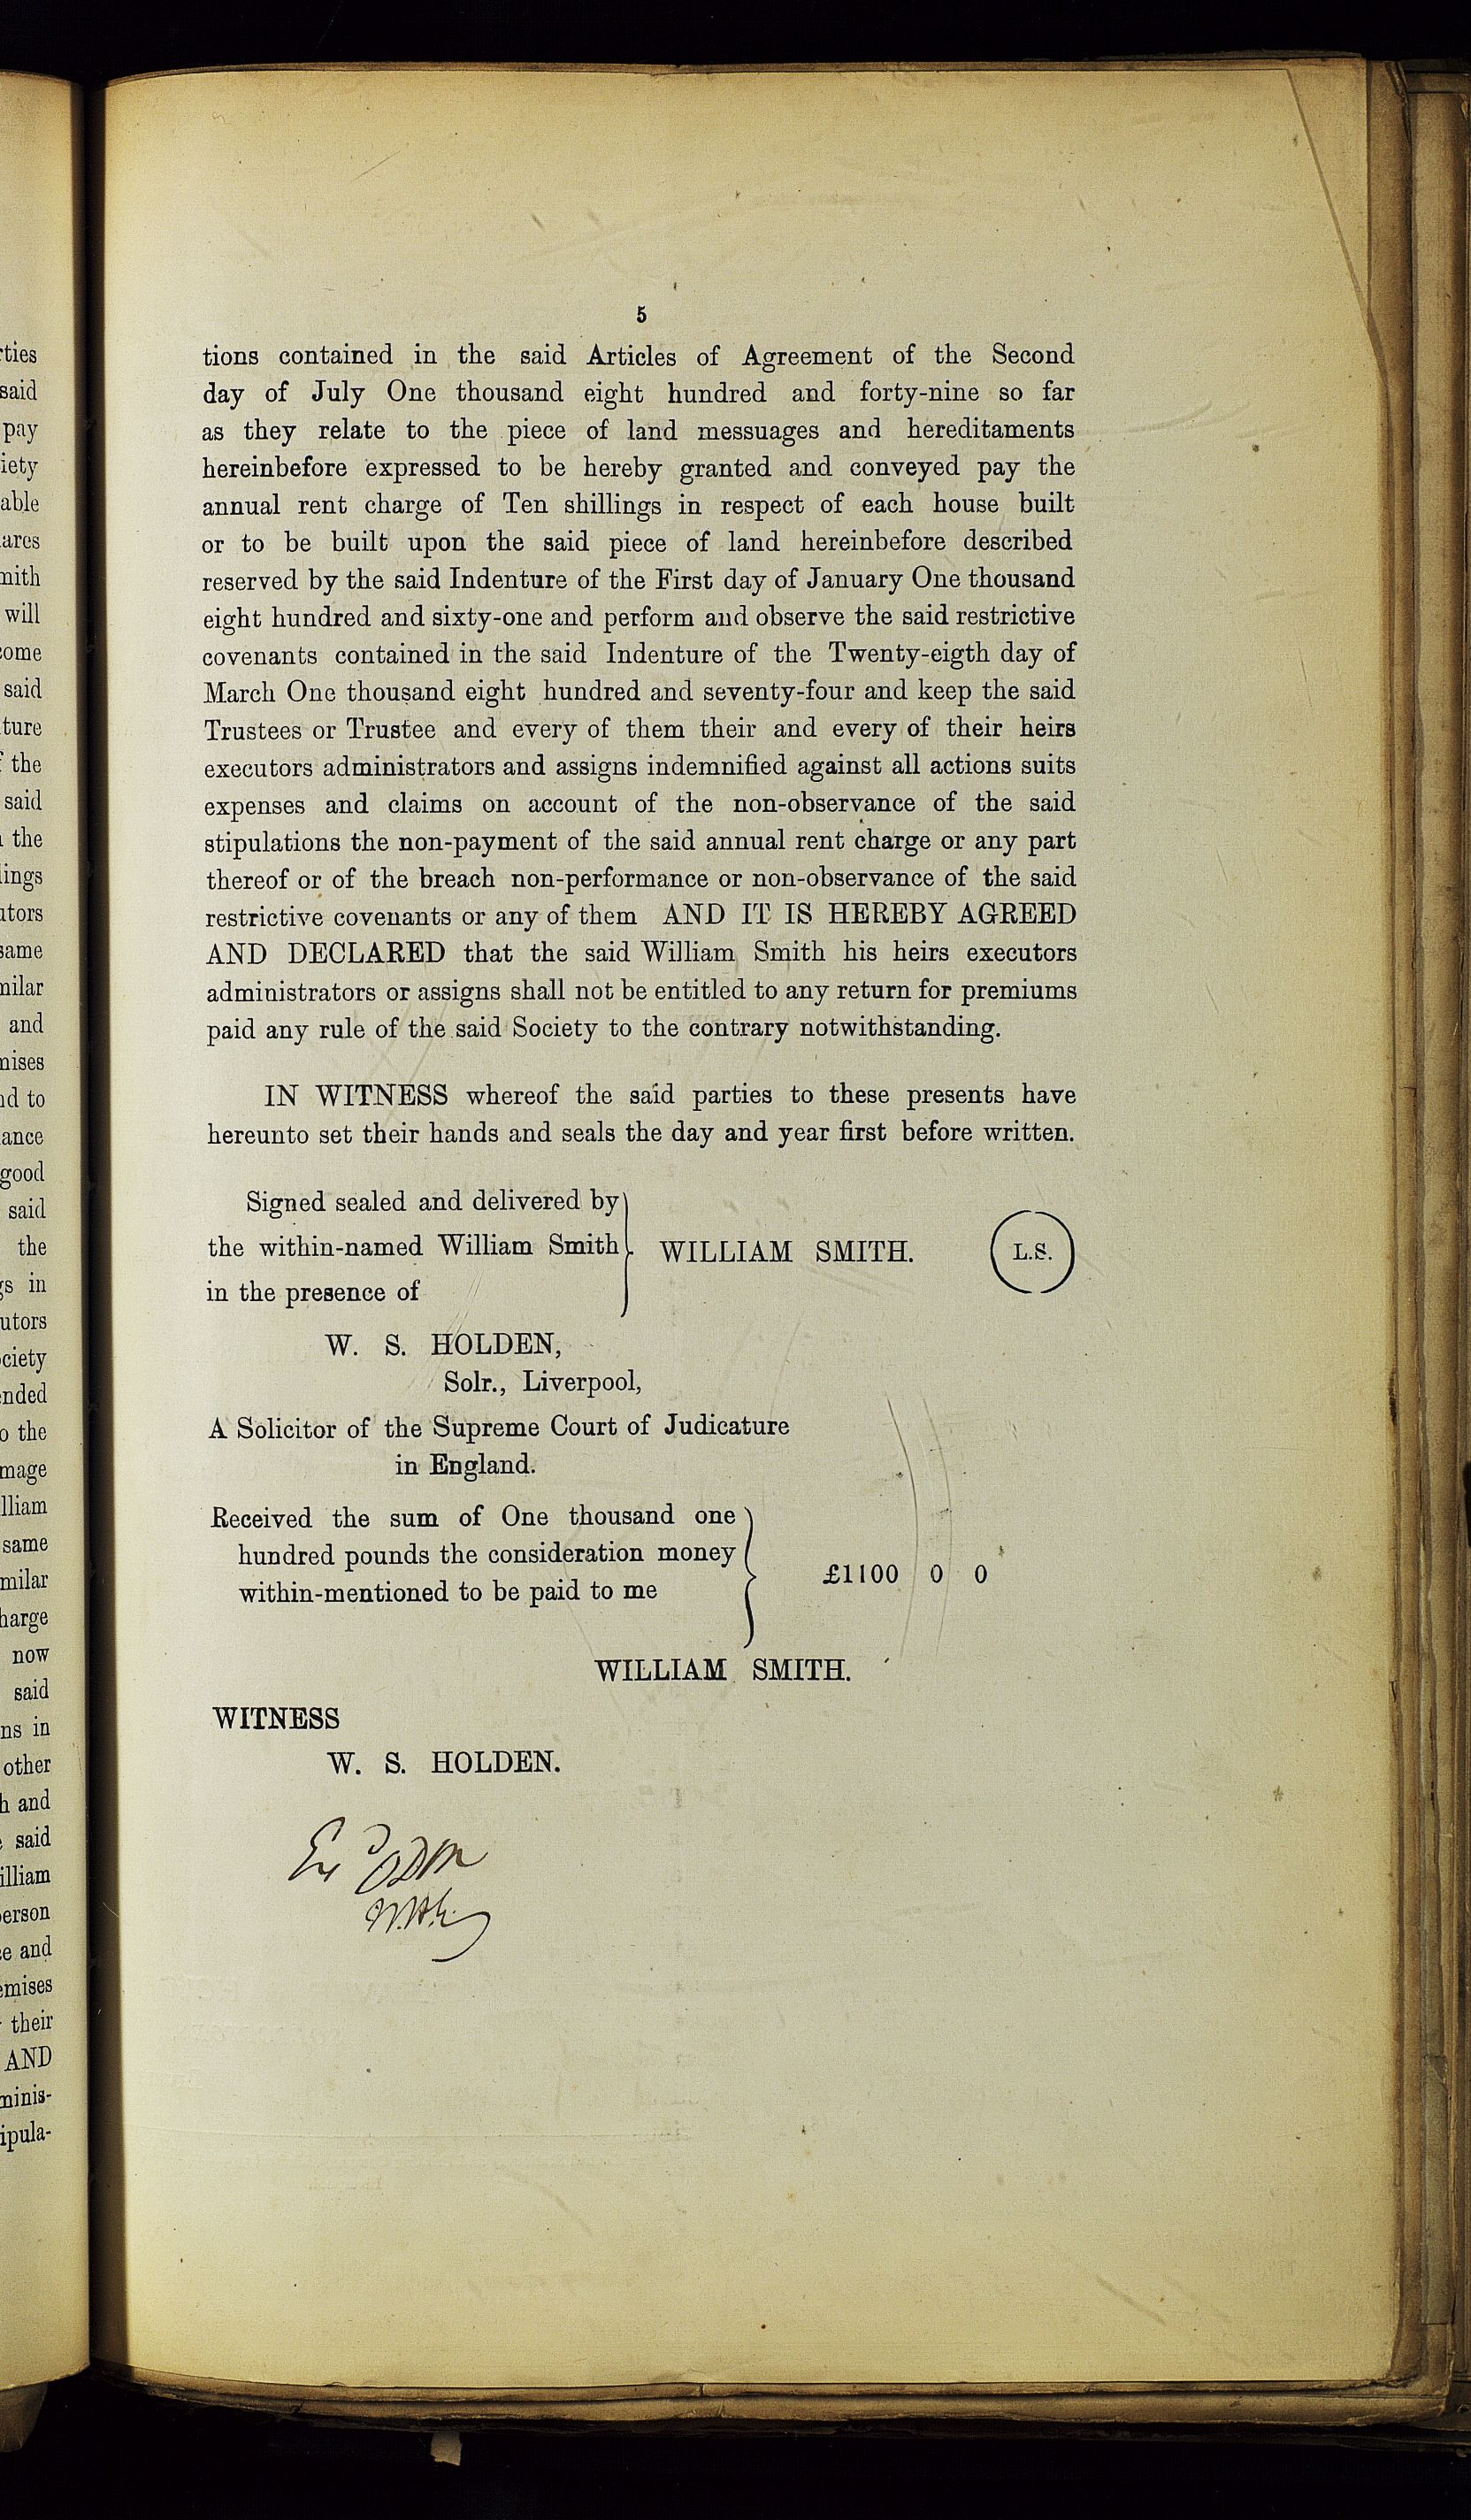 5
tions contained in the said Articles of Agreement of the Second
day of July One thousand eight hundred and forty-nine so far
as they relate to the piece of land messuages and hereditaments
hereinbefore expressed to be hereby granted and conveyed pay the
annual rent charge of Ten shillings in respect of each house built
or to be built upon the said piece of land hereinbefore described
reserved by the said Indenture of the First day of January One thousand
eight hundred and sixty-one and perform and observe the said restrictive
covenants contained in the said Indenture of the Twenty-eigth day of
March One thousand eight hundred and seventy-four and keep the said
Trustees or Trustee and every of them their and every of their heirs
executors administrators and assigns indemnified against all actions suits
expenses and claims on account of the non-observance of the said
stipulations the non-payment of the said annual rent charge or any part
thereof or of the breach non-performance or non-observance of the said
restrictive covenants or any of them AND IT IS HEREBY AGREED
AND DECLARED that the said William Smith his heirs executors
administrators or assigns shall not be entitled to any return for premiums
paid any rule of the said Society to the contrary notwithstanding.
IN WITNESS whereof the said parties to these presents have
hereunto set their hands and seals the day and year first before written.
Signed sealed and delivered by
the within-named William Smith
in the presence of
WILLIAM SMITH.
L.S.
W. S. HOLDEN,
Solr., Liverpool,
A Solicitor of the Supreme Court of Judicature
in England.
Received the sum of One thousand one
hundred pounds the consideration money
within-mentioned to be paid to me
£1100 0 0
WILLIAM SMITH.
WITNESS
W. S. HOLDEN.